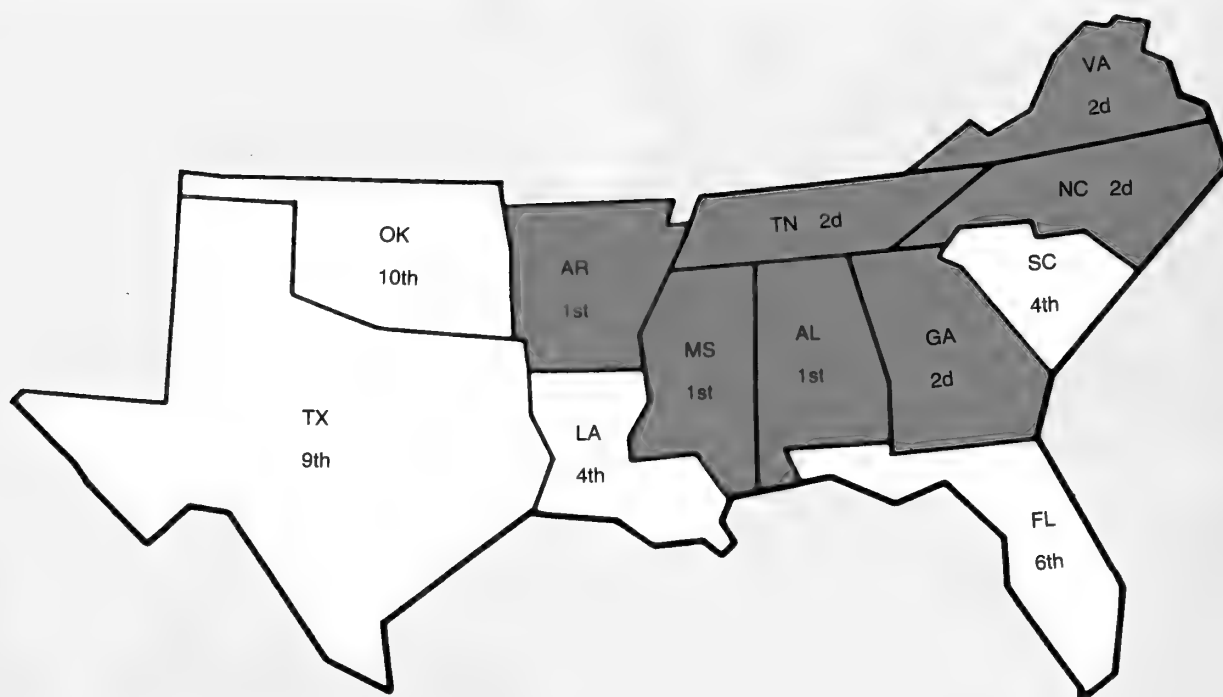 VA
2d
NC 2d
TN 2d
OK
10th
AR
1st
SC
4th
MS
1st
AL
1st
GA
2d
TX
9th
LA
4th
FL
6th